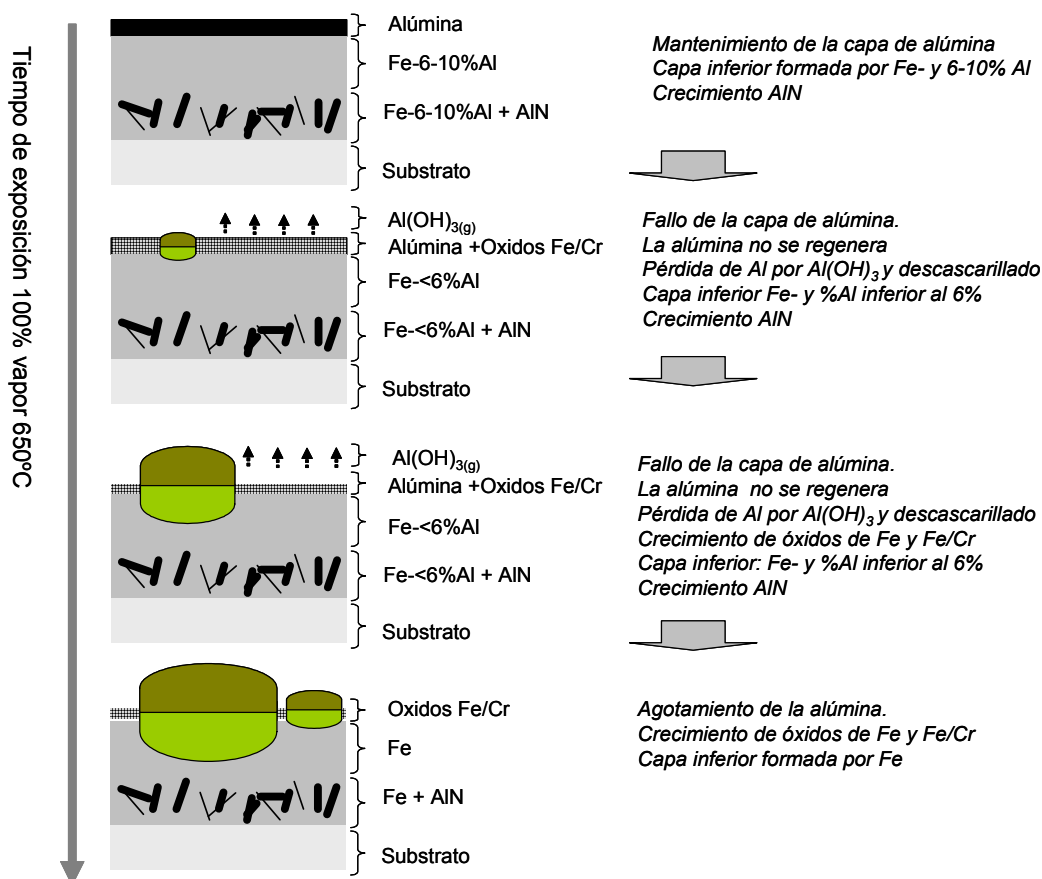 Tiempo de exposición 100% vapor 650ºC
Alúmina
Fe-6-10%Al
Fe-6-10%Al + AlN
Substrato
Mantenimiento de la capa de alúmina
Capa inferior formada por Fe- y 6-10% Al
Crecimiento AlN
Al(OH)3(g)
Alúmina +Oxidos Fe/Cr
Fe-<6%Al
Fe-<6%Al + AlN
Substrato
Fallo de la capa de alúmina.
La alúmina no se regenera
Pérdida de Al por Al(OH)3 y descascarillado
Capa inferior Fe- y %Al inferior al 6%
Crecimiento AlN
Al(OH)3(g)
Alúmina +Oxidos Fe/Cr
Fe-<6%Al
Fe-<6%Al + AlN
Substrato
Fallo de la capa de alúmina.
La alúmina no se regenera
Pérdida de Al por Al(OH)3 y descascarillado
Crecimiento de óxidos de Fe y Fe/Cr
Capa inferior: Fe- y %Al inferior al 6%
Crecimiento AlN
Oxidos Fe/Cr
Fe
Fe + AlN
Substrato
Agotamiento de la alúmina.
Crecimiento de óxidos de Fe y Fe/Cr
Capa inferior formada por Fe